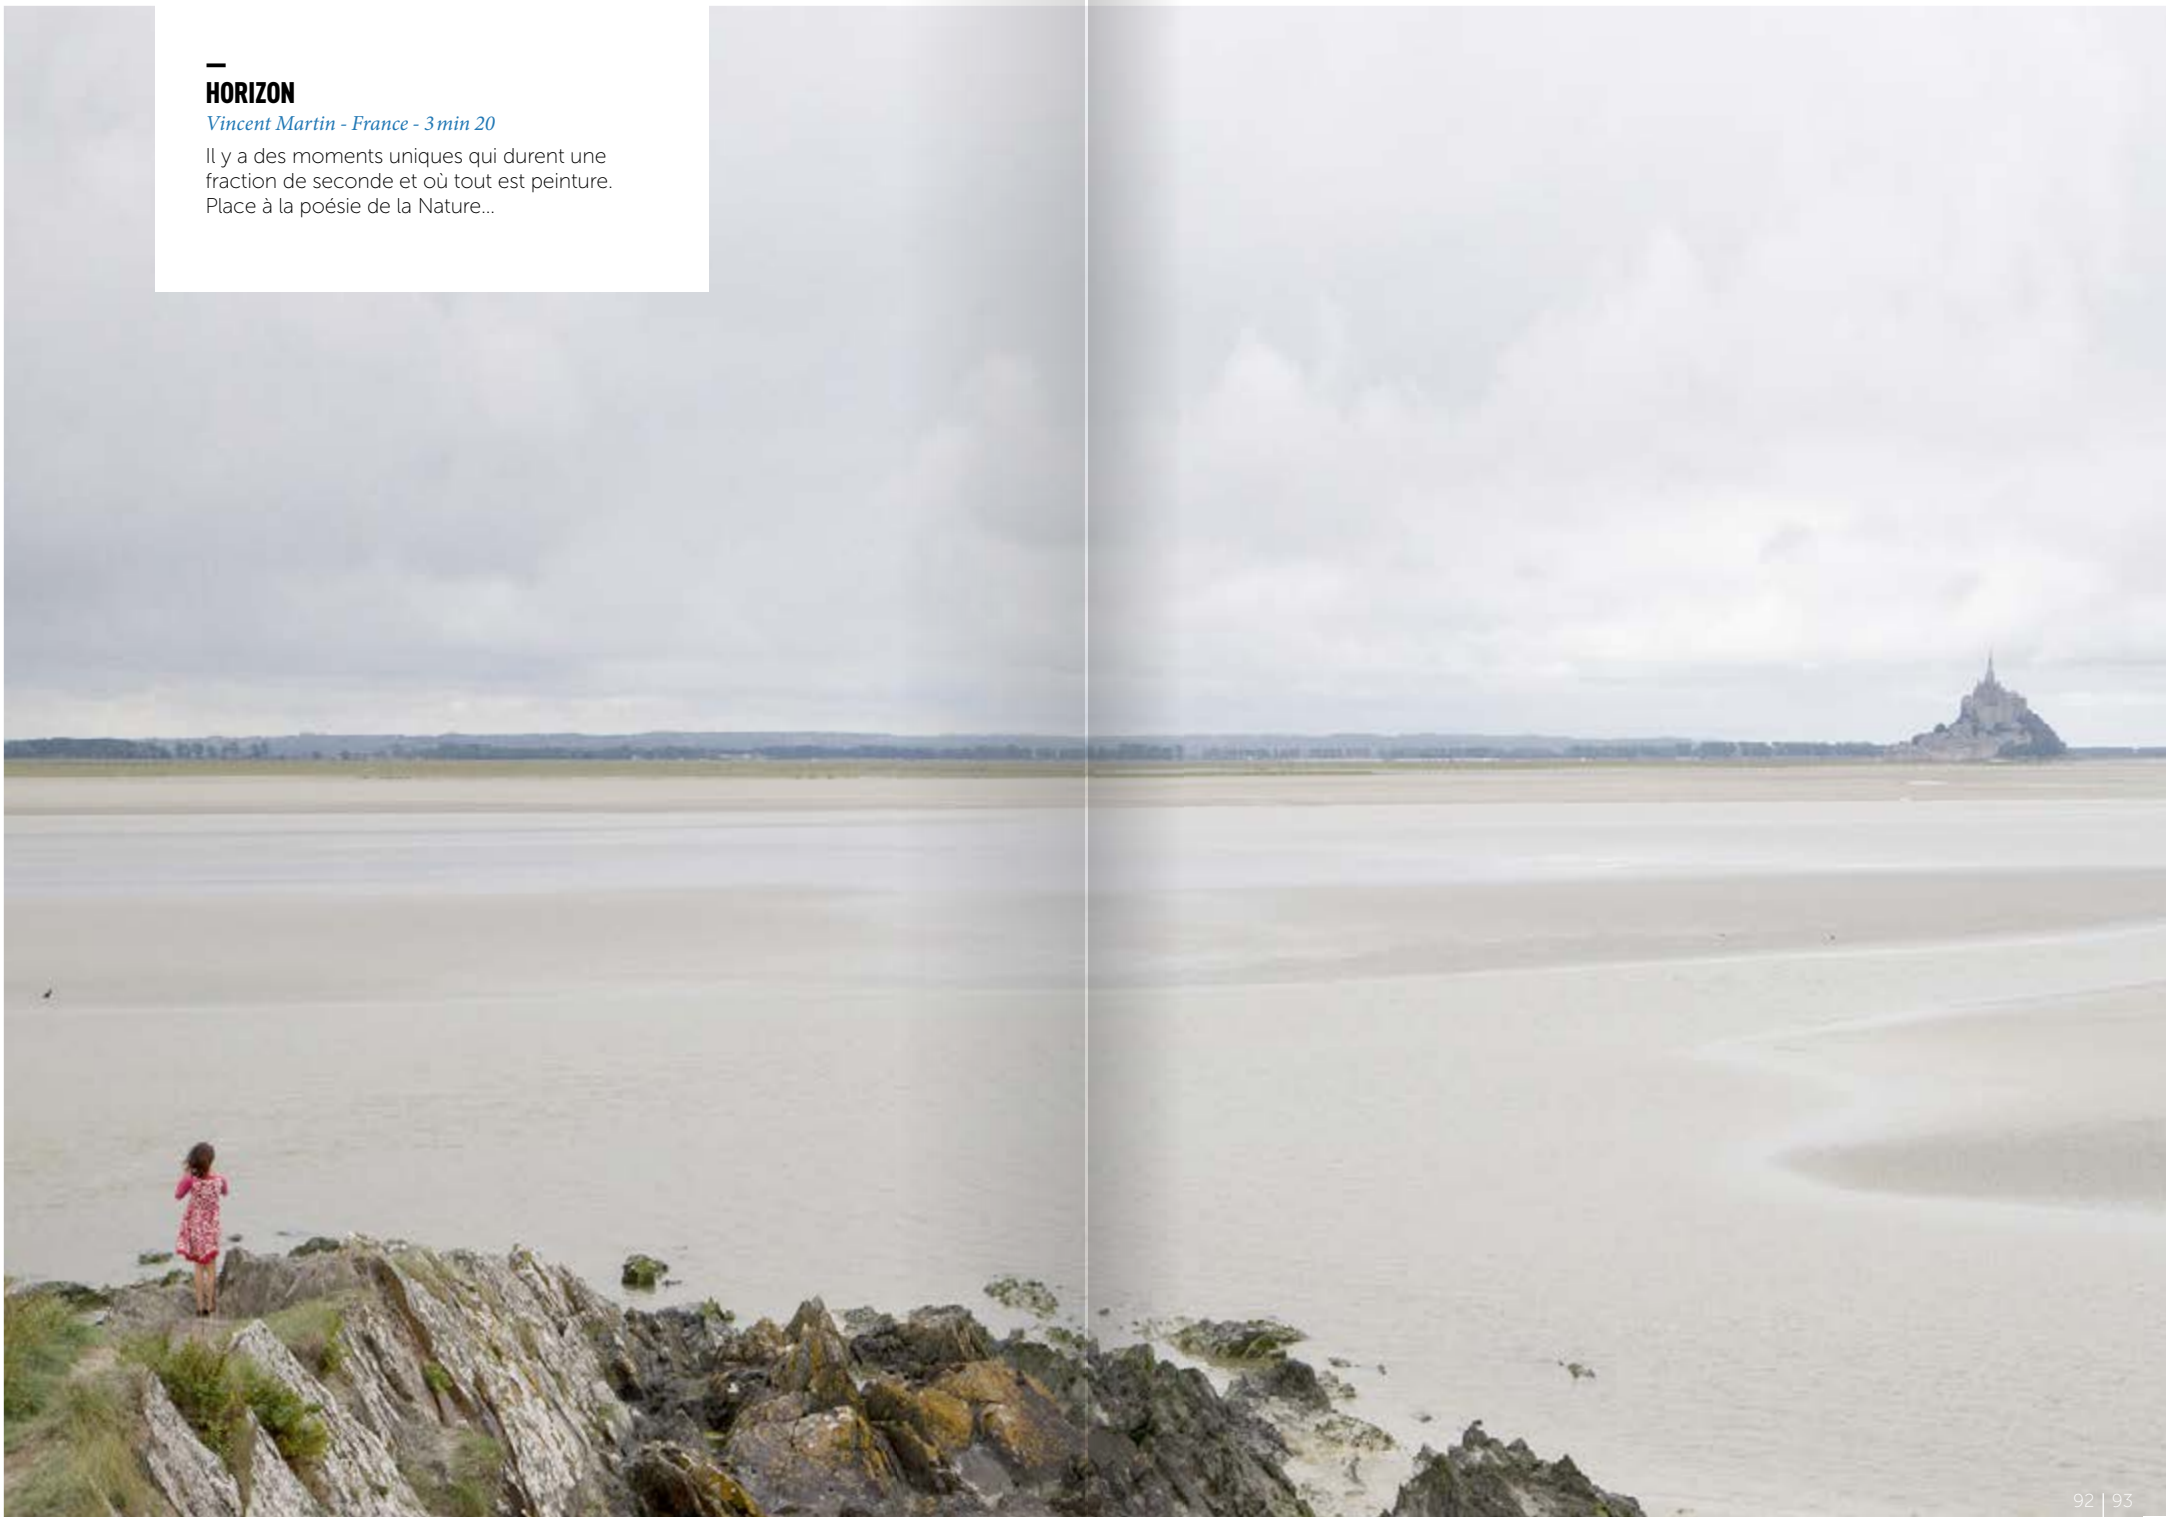 HORIZON
Vincent Martin - France - 3 min 20
Il y a des moments uniques qui durent une
fraction de seconde et où tout est peinture.
Place à la poésie de la Nature...
92 | 93